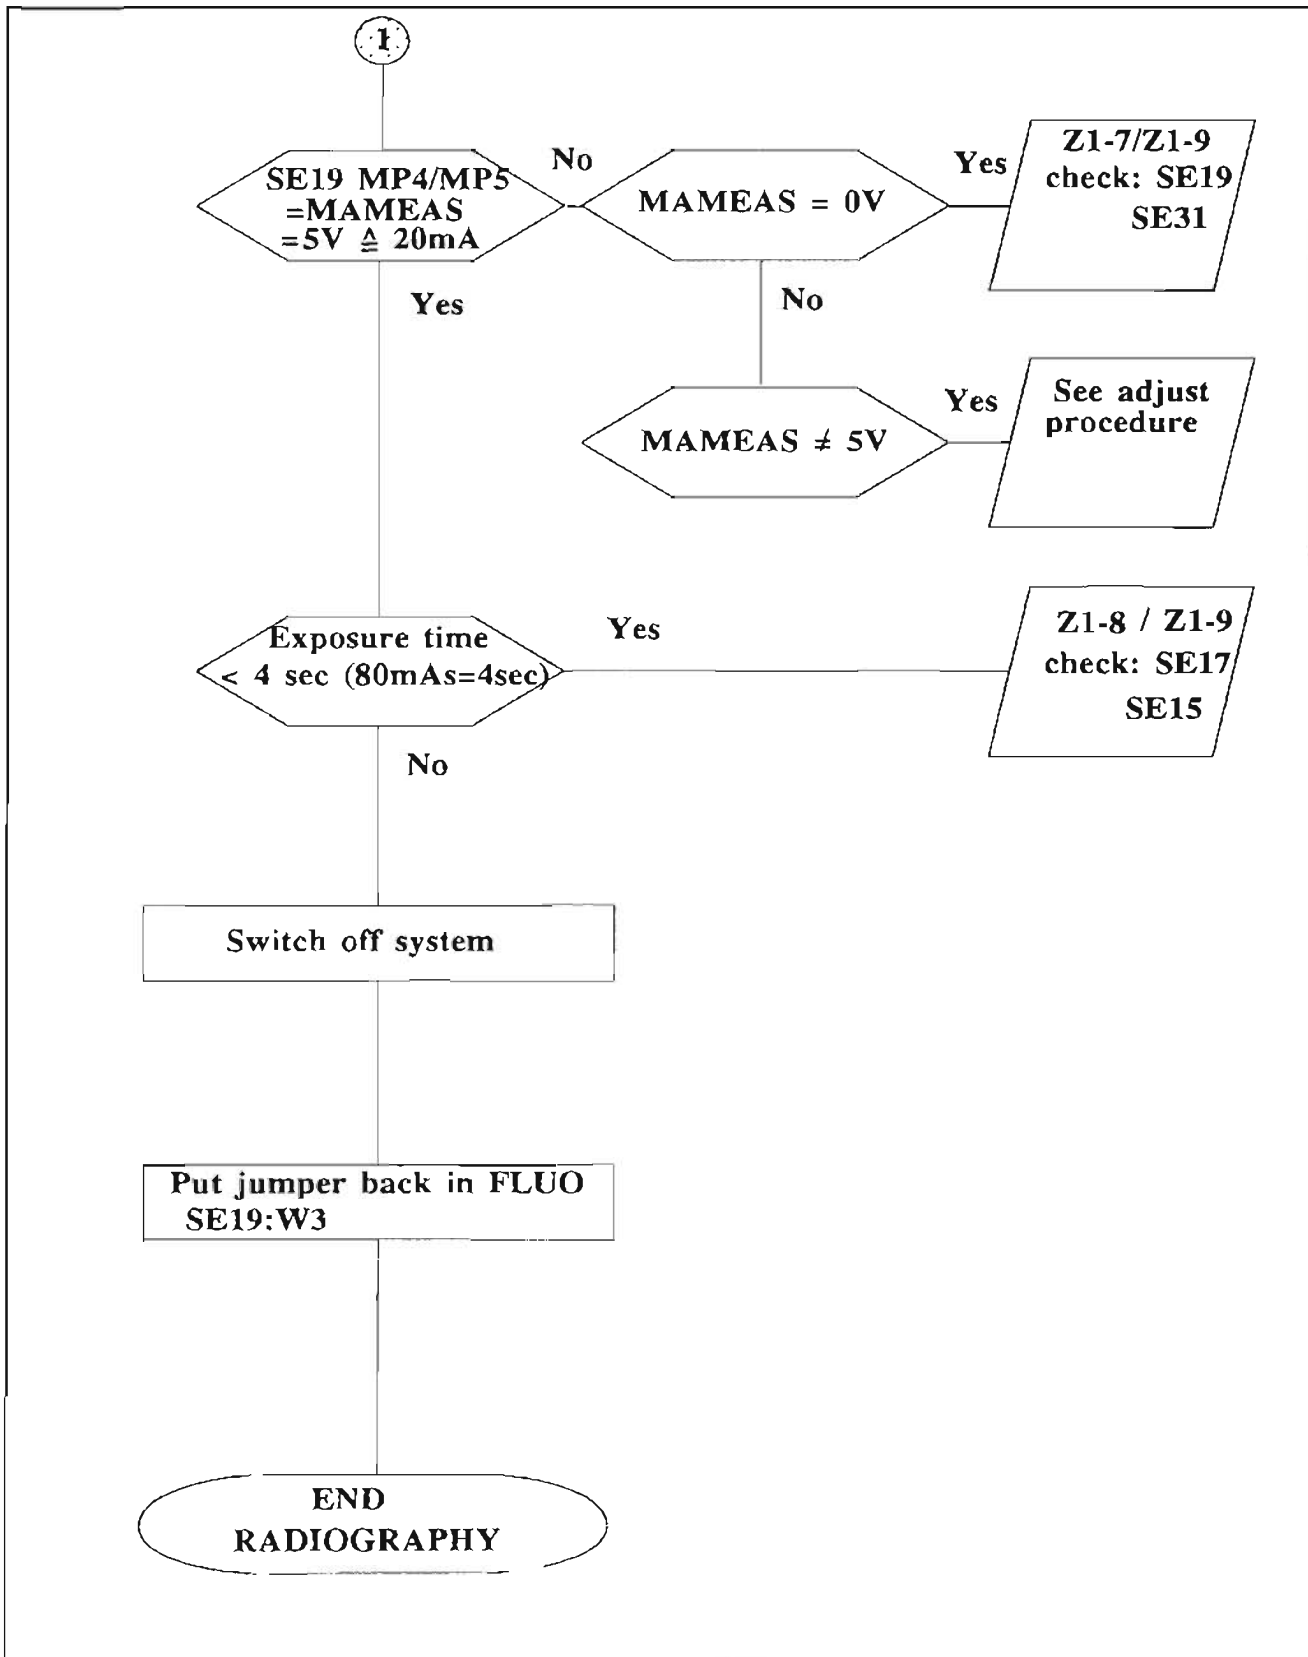 1
SE19 MP4/MP5
=MAMEAS
=5V ≙ 20mA
No
MAMEAS = 0V
Yes
Z1-7/Z1-9
check: SE19
SE31
Yes
No
MAMEAS ≠ 5V
Yes
See adjust
procedure
Exposure time
< 4 sec (80mAs=4sec)
Yes
Z1-8 / Z1-9
check: SE17
SE15
No
Switch off system
Put jumper back in FLUO
SE19:W3
END
RADIOGRAPHY